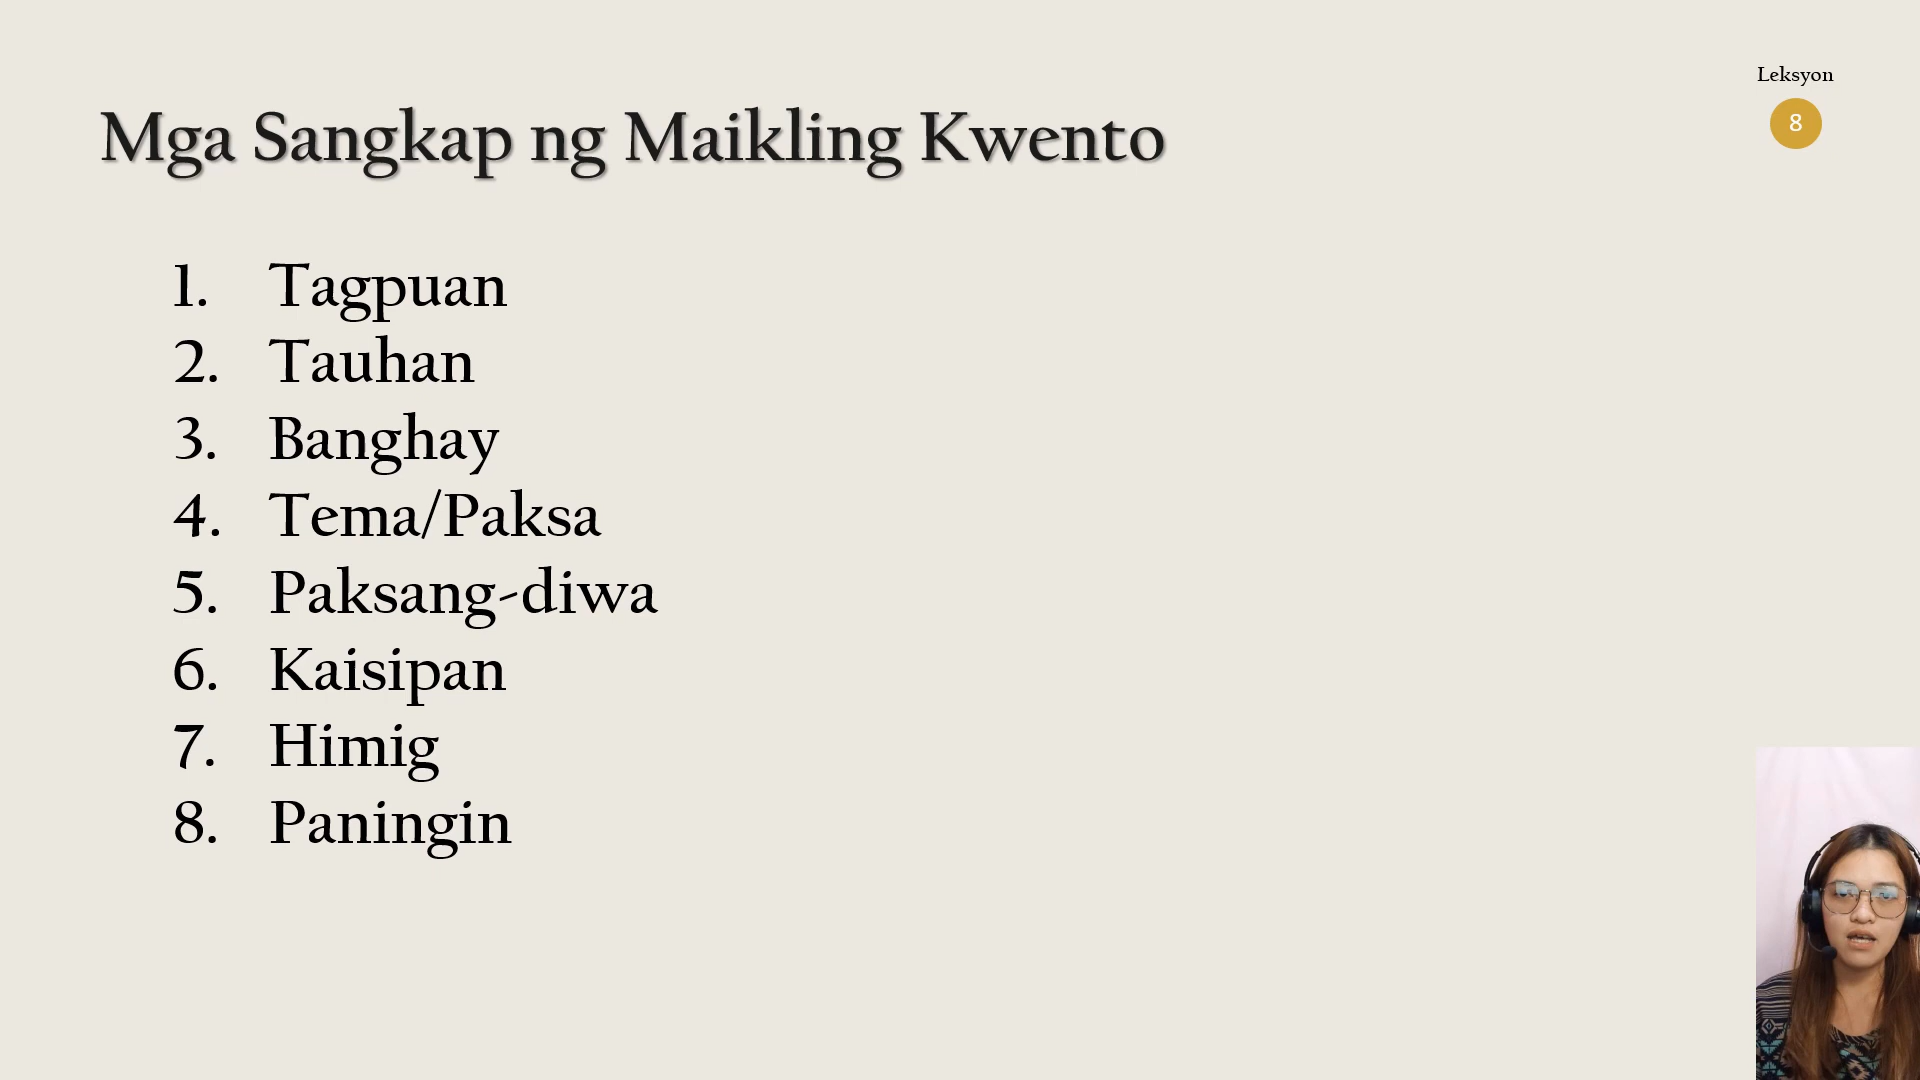 Leksyon
8
Mga Sangkap ng Maikling Kwento
1. Tagpuan
2. Tauhan
3. Banghay
4. Tema/Paksa
5. Paksang-diwa
6. Kaisipan
7. Himig
8. Paningin